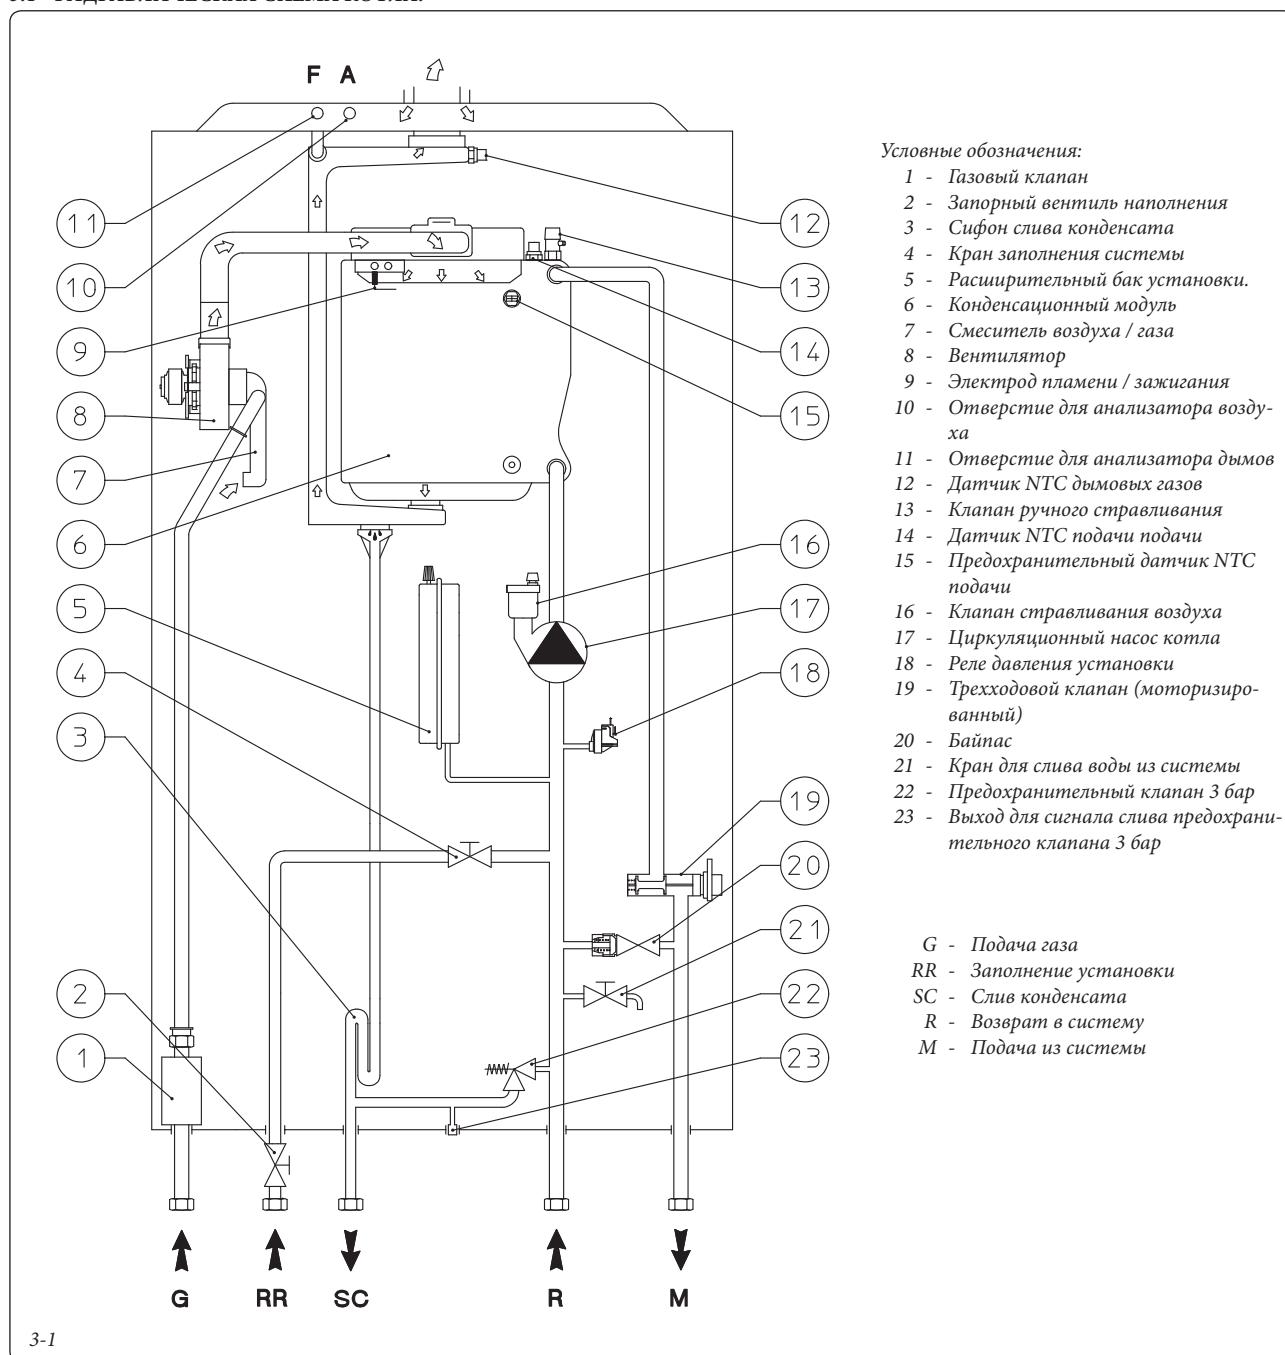 F A
11
10
9
8
7
6
5
4
3
2
1
12
13
14
15
16
17
18
19
20
21
22
23
G RR SC R M
3-1
Условные обозначения:
1 - Газовый клапан
2 - Запорный вентиль наполнения
3 - Сифон слива конденсата
4 - Кран заполнения системы
5 - Расширительный бак установки.
6 - Конденсационный модуль
7 - Смеситель воздуха / газа
8 - Вентилятор
9 - Электрод пламени / зажигания
10 - Отверстие для анализатора возду-
ха
11 - Отверстие для анализатора дымов
12 - Датчик NTC дымовых газов
13 - Клапан ручного стравливания
14 - Датчик NTC подачи подачи
15 - Предохранительный датчик NTC
подачи
16 - Клапан стравливания воздуха
17 - Циркуляционный насос котла
18 - Реле давления установки
19 - Трехходовой клапан (моторизиро-
ванный)
20 - Байпас
21 - Кран для слива воды из системы
22 - Предохранительный клапан 3 бар
23 - Выход для сигнала слива предохрани-
тельного клапана 3 бар
G - Подача газа
RR - Заполнение установки
SC - Слив конденсата
R - Возврат в систему
M - Подача из системы